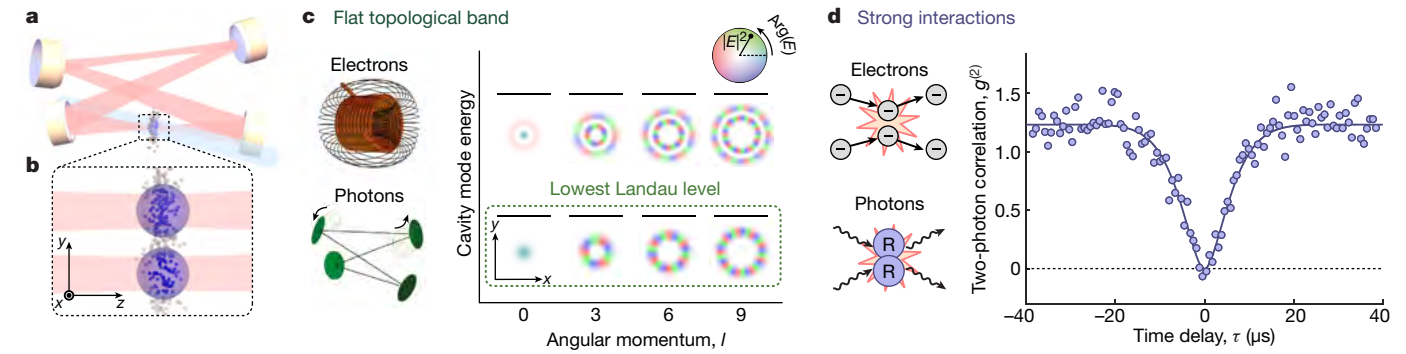 a
b
y
x
z
c Flat topological band
Electrons
Photons
Cavity mode energy
|E|²
Arg(E)
Lowest Landau level
y
x
0 3 6 9
Angular momentum, l
d Strong interactions
Electrons
− −
− −
− −
Photons
R
R
Two-photon correlation, g⁽²⁾
1.5
1.0
0.5
0
−40 −20 0 20 40
Time delay, τ (μs)